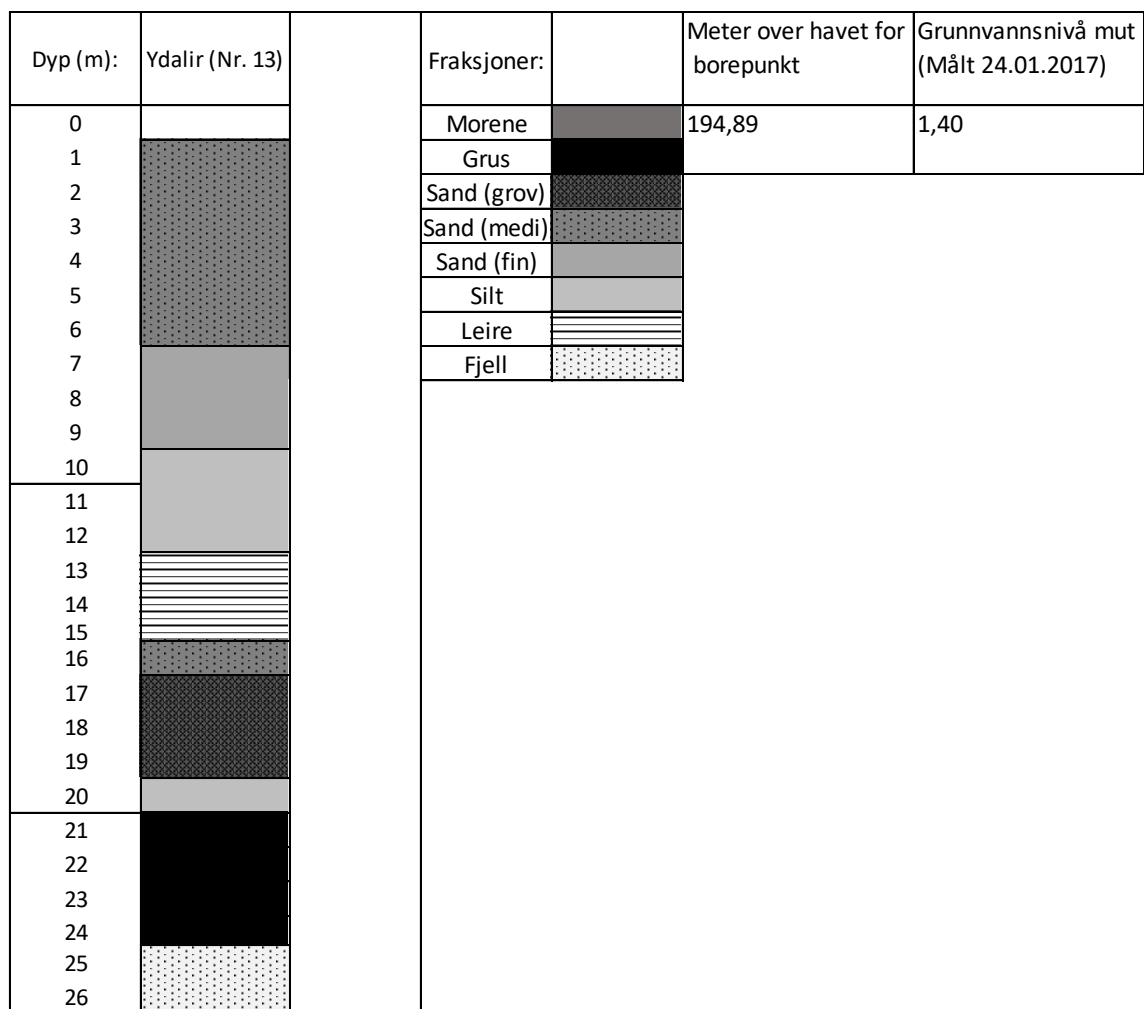 Dyp (m):
Ydalir (Nr. 13)
0
1
2
3
4
5
6
7
8
9
10
11
12
13
14
15
16
17
18
19
20
21
22
23
24
25
26
Fraksjoner:
Meter over havet for
borepunkt
Grunnvannsnivå mut
(Målt 24.01.2017)
Morene
194,89
1,40
Grus
Sand (grov)
Sand (medi)
Sand (fin)
Silt
Leire
Fjell